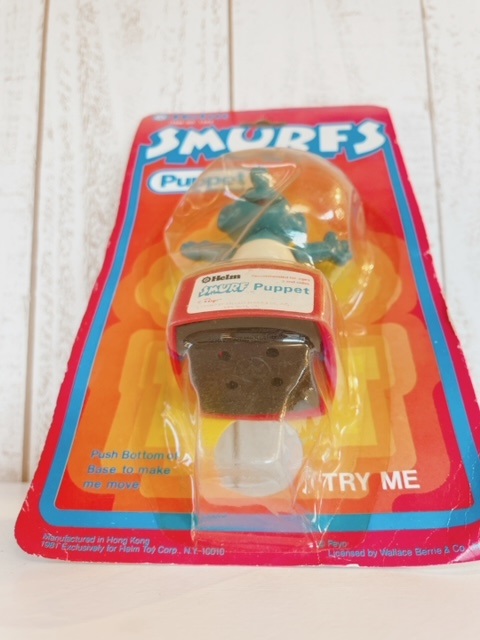 SMURFS
Puppet
Helm
SMURF Puppet
Push Bottom of
Base to make
me move
TRY ME
Manufactured in Hong Kong
1981 Exclusively for Helm Toy Corp. N.Y. 10010
Peyo
Licensed by Wallace Berrie & Co